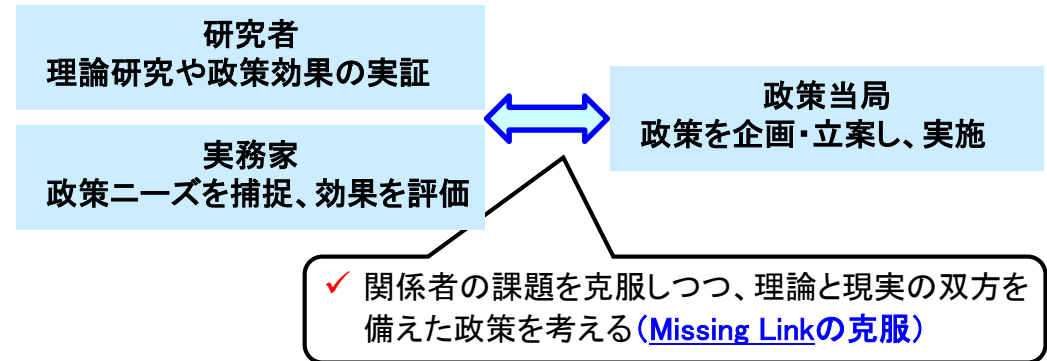 研究者
理論研究や政策効果の実証
実務家
政策ニーズを捕捉、効果を評価
政策当局
政策を企画・立案し、実施
✓ 関係者の課題を克服しつつ、理論と現実の双方を
備えた政策を考える（Missing Linkの克服）